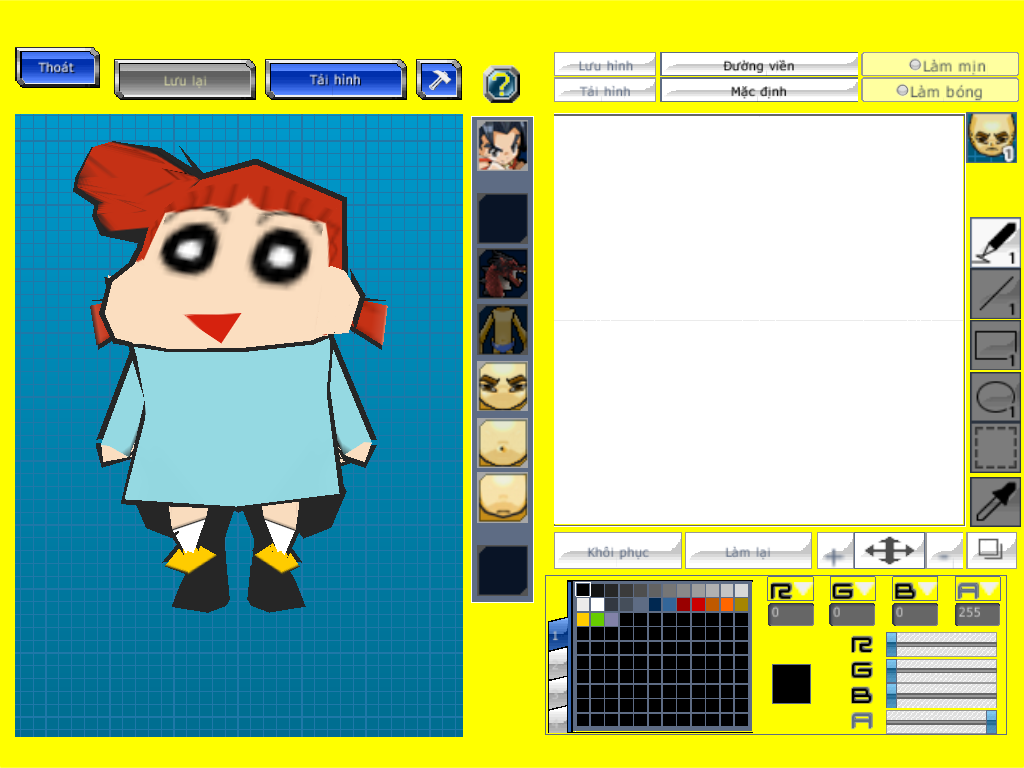 Thoát
Lưu lại
Tải hình
?
Lưu hình
Đường viền
Làm mịn
Tải hình
Mặc định
Làm bóng
1
1
1
1
1
Khôi phục
Làm lại
+
-
R
G
B
A
0
0
0
255
1
R
G
B
A